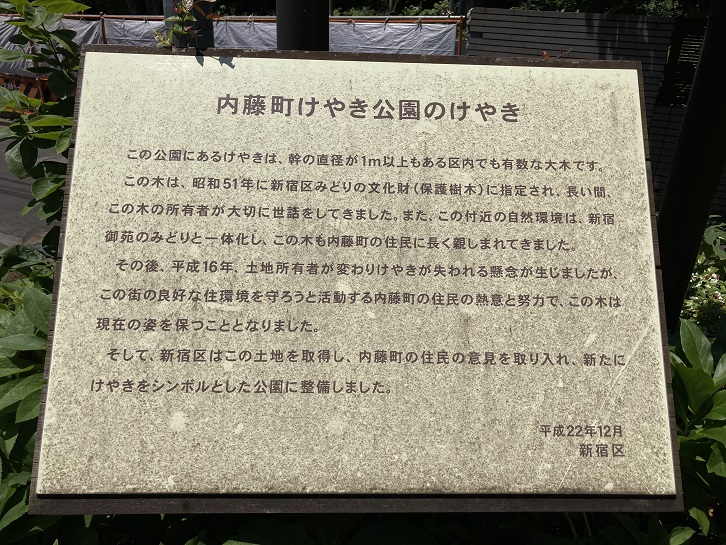 内藤町けやき公園のけやき
この公園にあるけやきは、幹の直径が1m以上もある区内でも有数な大木です。
この木は、昭和51年に新宿区みどりの文化財(保護樹木)に指定され、長い間、
この木の所有者が大切に世話をしてきました。また、この付近の自然環境は、新宿
御苑のみどりと一体化し、この木も内藤町の住民に長く親しまれてきました。
その後、平成16年、土地所有者が変わりけやきが失われる懸念が生じましたが、
この街の良好な住環境を守ろうと活動する内藤町の住民の熱意と努力で、この木は
現在の姿を保つこととなりました。
そして、新宿区はこの土地を取得し、内藤町の住民の意見を取り入れ、新たに
けやきをシンボルとした公園に整備しました。
平成22年12月
新宿区